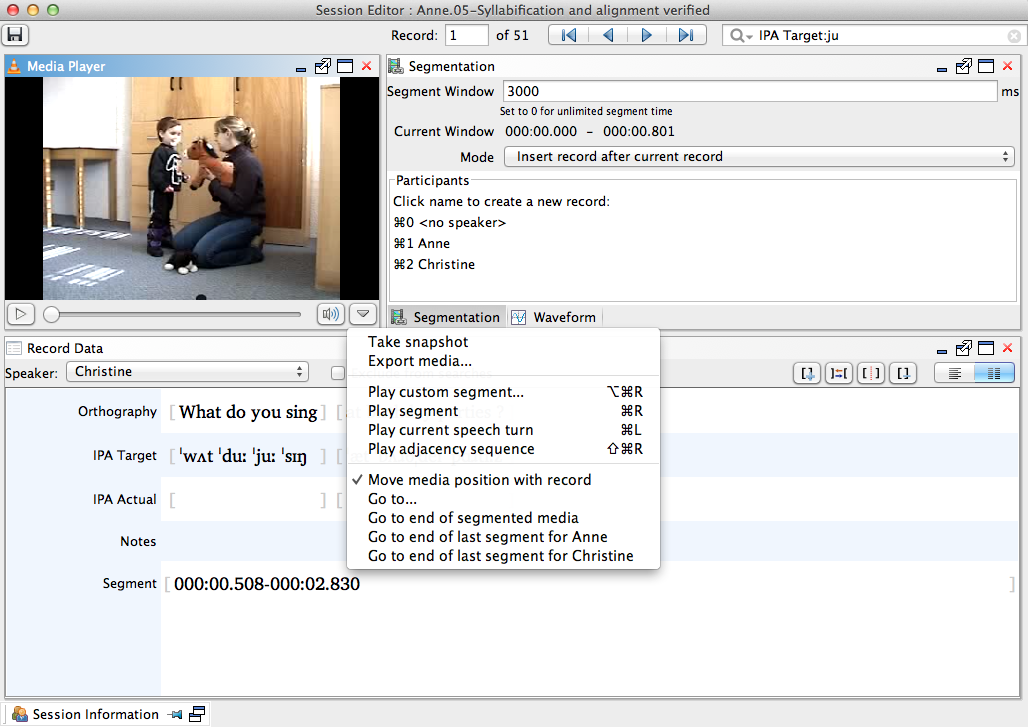 Session Editor : Anne.05-Syllabification and alignment verified
Record: 1 of 51 IPA Target:ju
Media Player
Segmentation
Segment Window 3000 ms
Set to 0 for unlimited segment time
Current Window 000:00.000 - 000:00.801
Mode Insert record after current record
Participants
Click name to create a new record:
⌘0 <no speaker>
⌘1 Anne
⌘2 Christine
Segmentation Waveform
Take snapshot
Export media...
Play custom segment... ⌥⌘R
Play segment ⌘R
Play current speech turn ⌘L
Play adjacency sequence ⇧⌘R
✓ Move media position with record
Go to...
Go to end of segmented media
Go to end of last segment for Anne
Go to end of last segment for Christine
Record Data
Speaker: Christine
Orthography [What do you sing] [
IPA Target [ˈwʌt ˈduː ˈjuː ˈsɪŋ ] [
IPA Actual [ ] [
Notes
Segment [000:00.508-000:02.830 ]
Session Information